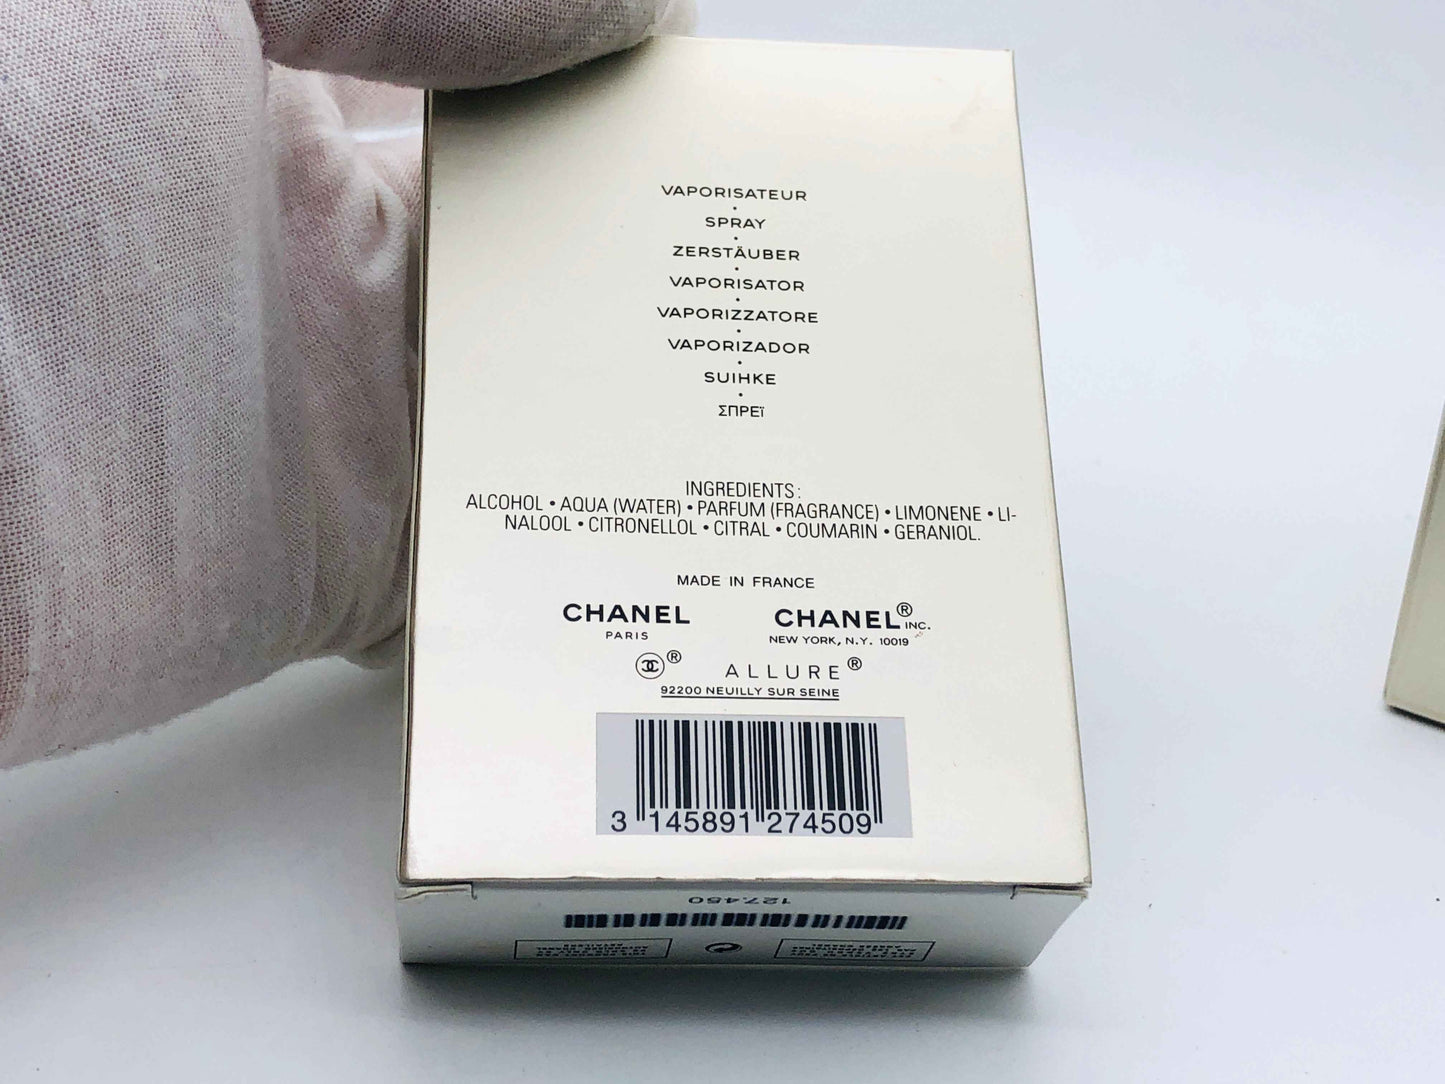 VAPORISATEUR
•
SPRAY
•
ZERSTÄUBER
•
VAPORISATOR
•
VAPORIZZATORE
•
VAPORIZADOR
•
SUIHKE
•
ΣΠΡΕϊ
INGREDIENTS:
ALCOHOL • AQUA (WATER) • PARFUM (FRAGRANCE) • LIMONENE • LI-
NALOOL • CITRONELLOL • CITRAL • COUMARIN • GERANIOL.
MADE IN FRANCE
CHANEL CHANEL® INC.
PARIS NEW YORK, N.Y. 10019
® ALLURE®
92200 NEUILLY SUR SEINE
3 145891 274509
127.450